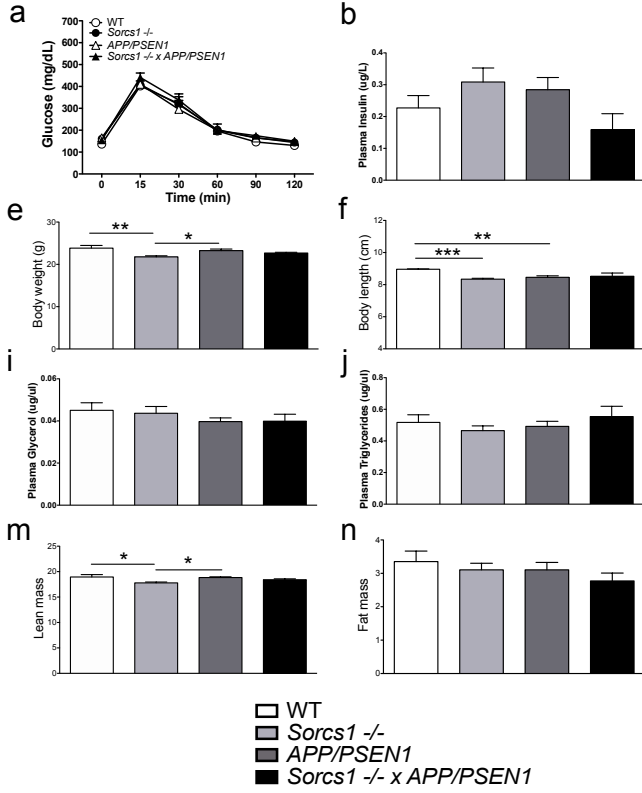 a
700
600
500
400
300
200
100
Glucose (mg/dL)
WT
Sorcs1 -/-
APP/PSEN1
Sorcs1 -/- x APP/PSEN1
0 15 30 60 90 120
Time (min)
b
Plasma Insulin (ug/L)
0.4
0.3
0.2
0.1
0.0
e
Body weight (g)
30
20
10
0
** *
f
Body length (cm)
12
10
8
6
4
**
***
i
Plasma Glycerol (ug/ul)
0.06
0.04
0.02
0.00
j
Plasma Triglycerides (ug/ul)
0.8
0.6
0.4
0.2
0.0
m
Lean mass
25
20
15
10
5
0
* *
n
Fat mass
4
3
2
1
0
WT
Sorcs1 -/-
APP/PSEN1
Sorcs1 -/- x APP/PSEN1